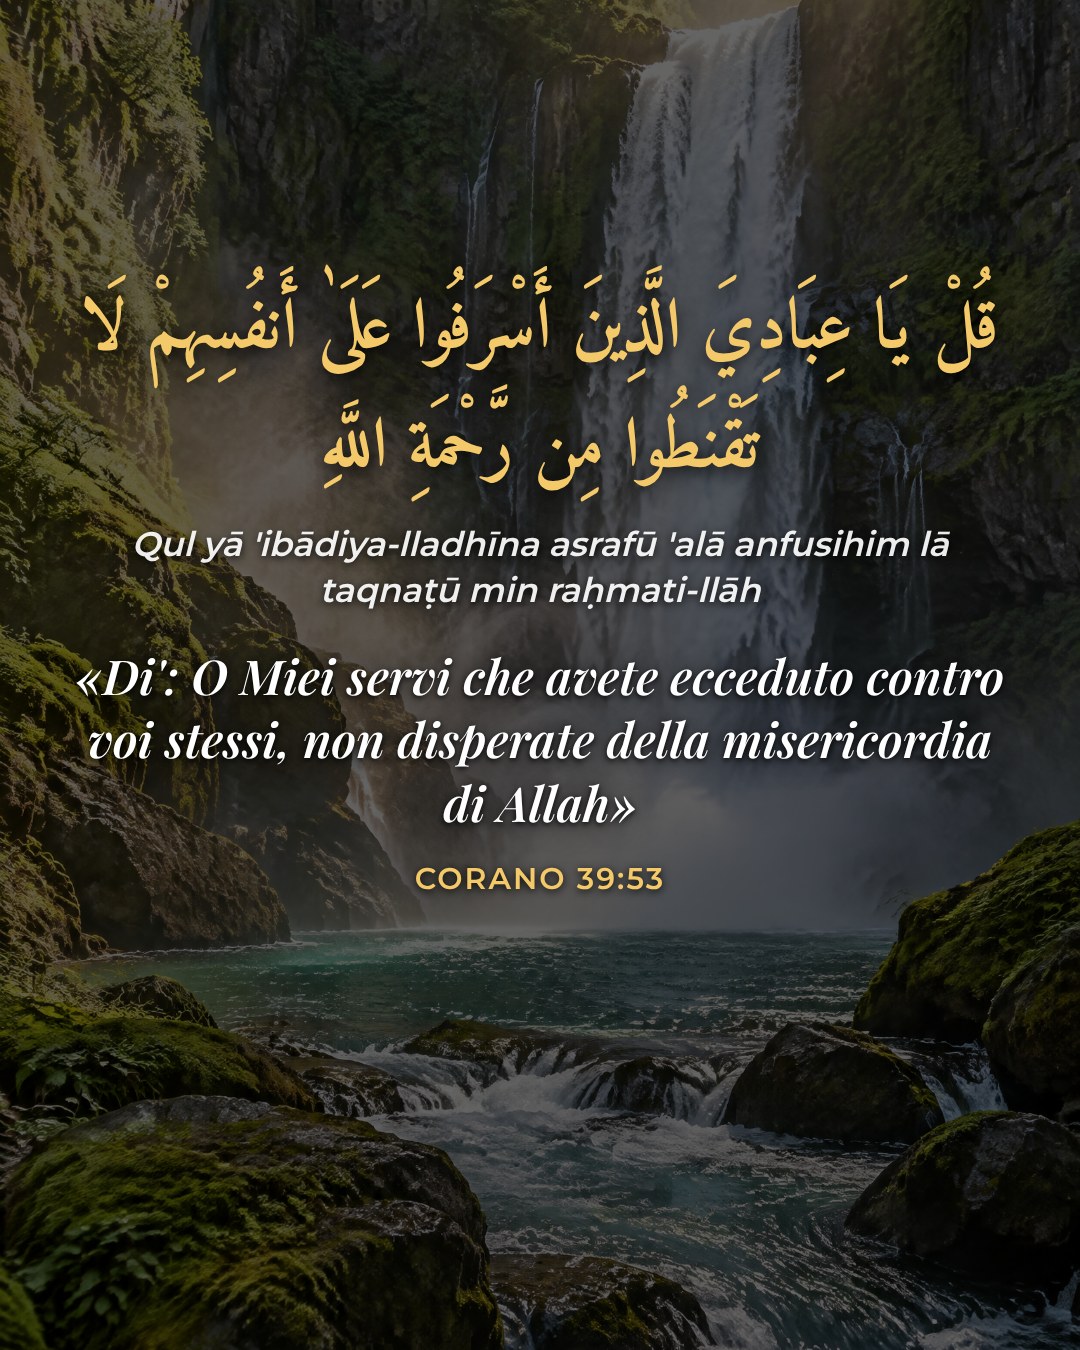 قُلْ يَا عِبَادِيَ الَّذِينَ أَسْرَفُوا عَلَىٰ أَنفُسِهِمْ لَا
تَقْنَطُوا مِن رَّحْمَةِ اللَّهِ
Qul yā 'ibādiya-lladhīna asrafū 'alā anfusihim lā
taqnaṭū min raḥmati-llāh
«Di': O Miei servi che avete ecceduto contro
voi stessi, non disperate della misericordia
di Allah»
CORANO 39:53